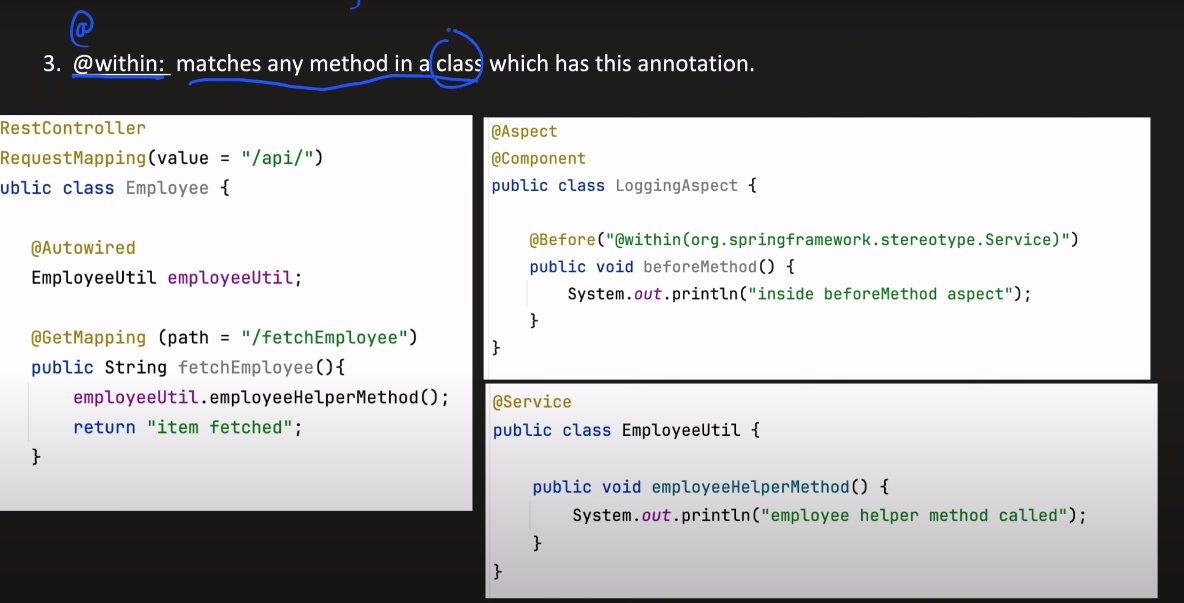 @
3. @within: matches any method in a class which has this annotation.
RestController
RequestMapping(value = "/api/")
ublic class Employee {
@Autowired
EmployeeUtil employeeUtil;
@GetMapping (path = "/fetchEmployee")
public String fetchEmployee(){
employeeUtil.employeeHelperMethod();
return "item fetched";
}
@Aspect
@Component
public class LoggingAspect {
@Before("@within(org.springframework.stereotype.Service)")
public void beforeMethod() {
System.out.println("inside beforeMethod aspect");
}
}
@Service
public class EmployeeUtil {
public void employeeHelperMethod() {
System.out.println("employee helper method called");
}
}